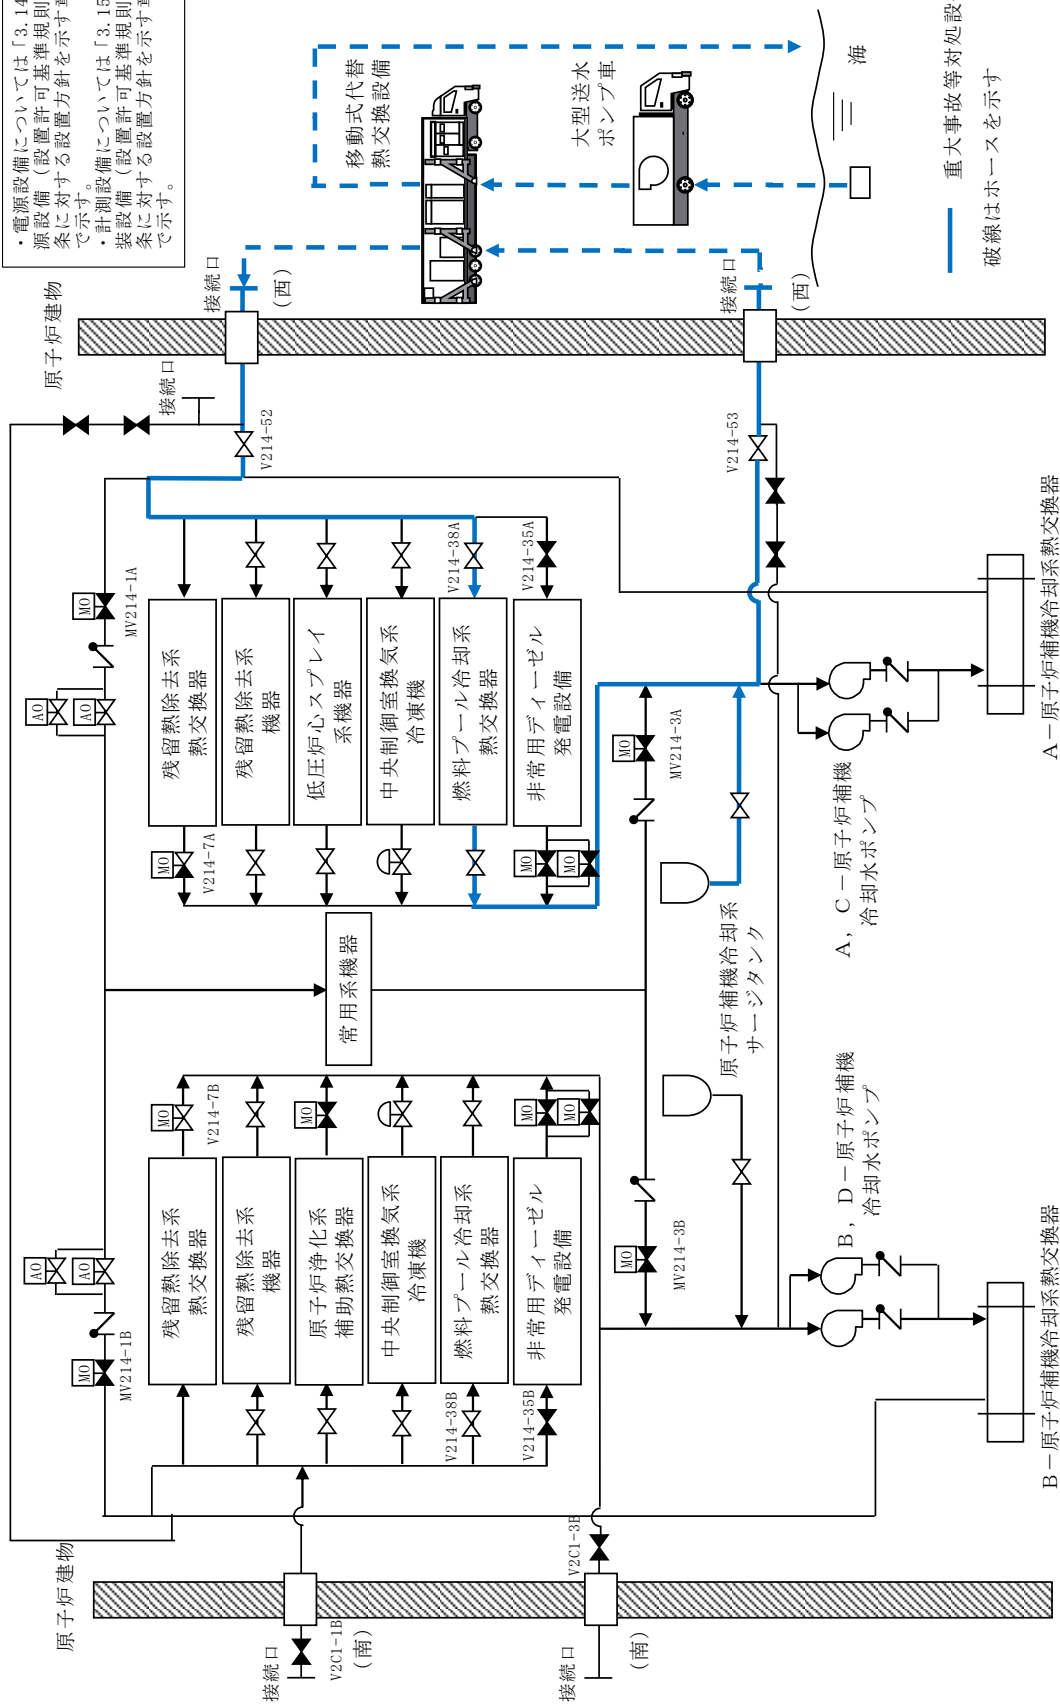 ・電源設備については「3.14
源設備(設置許可基準規則
条に対する設置方針を示す章
で示す。
・計測設備については「3.15
装設備(設置許可基準規則
条に対する設置方針を示す章
で示す。
移動式代替
熱交換設備
大型送水
ポンプ車
海
重大事故等対処設
破線はホースを示す
原子炉建物
接続口
(西)
接続口
(西)
接続口
V214-52
V214-53
MO
MV214-1A
AO
AO
残留熱除去系
熱交換器
残留熱除去系
機器
低圧炉心スプレイ
系機器
中央制御室換気系
冷凍機
燃料プール冷却系
熱交換器
非常用ディーゼル
発電設備
V214-38A
V214-35A
MO
V214-7A
MO
MO
MO
MV214-3A
常用系機器
原子炉補機冷却系
サージタンク
A,C-原子炉補機
冷却水ポンプ
A-原子炉補機冷却系熱交換器
AO
AO
MO
MV214-1B
MO
V214-7B
MO
MO
MO
残留熱除去系
熱交換器
残留熱除去系
機器
原子炉浄化系
補助熱交換器
中央制御室換気系
冷凍機
燃料プール冷却系
熱交換器
非常用ディーゼル
発電設備
V214-38B
V214-35B
MO
MV214-3B
B,D-原子炉補機
冷却水ポンプ
B-原子炉補機冷却系熱交換器
原子炉建物
接続口
V2C1-1B
(南)
接続口
V2C1-3B
(南)